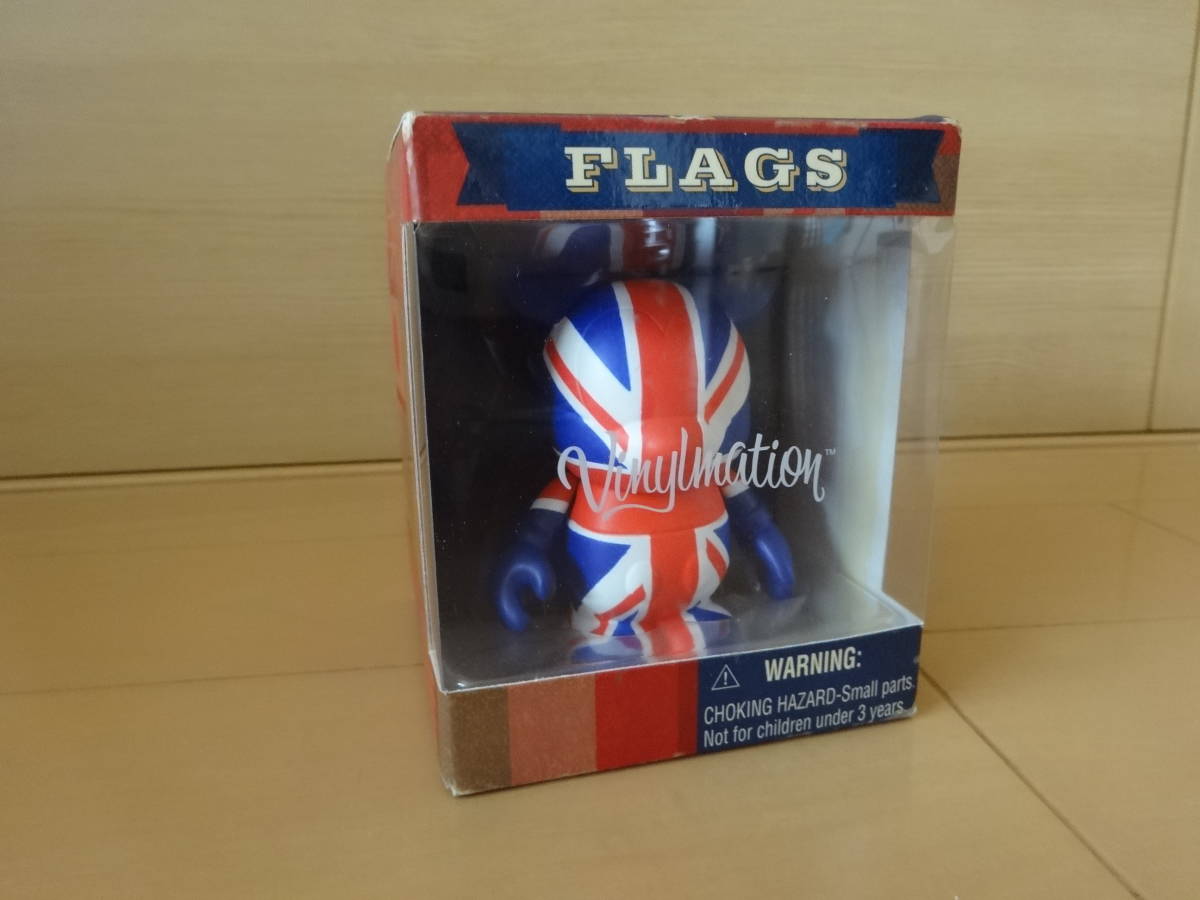 FLAGS
Vinylmation™
WARNING:
CHOKING HAZARD-Small parts.
Not for children under 3 years.